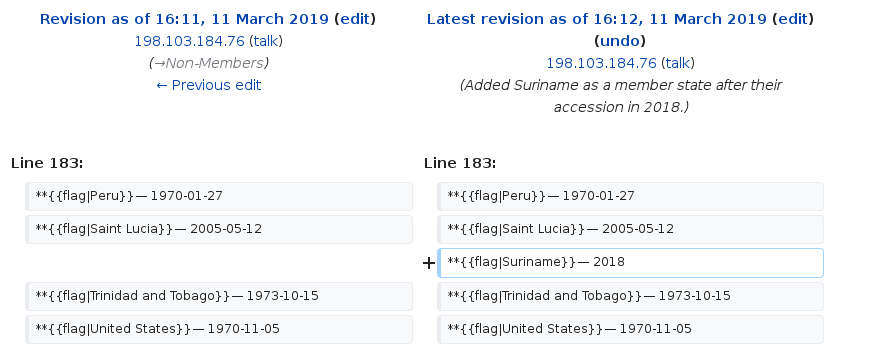 Revision as of 16:11, 11 March 2019 (edit)
198.103.184.76 (talk)
(→Non-Members)
← Previous edit
Latest revision as of 16:12, 11 March 2019 (edit)
(undo)
198.103.184.76 (talk)
(Added Suriname as a member state after their
accession in 2018.)
Line 183:
Line 183:
**{{flag|Peru}}— 1970-01-27
**{{flag|Peru}}— 1970-01-27
**{{flag|Saint Lucia}}— 2005-05-12
**{{flag|Saint Lucia}}— 2005-05-12
+ **{{flag|Suriname}}— 2018
**{{flag|Trinidad and Tobago}}— 1973-10-15
**{{flag|Trinidad and Tobago}}— 1973-10-15
**{{flag|United States}}— 1970-11-05
**{{flag|United States}}— 1970-11-05